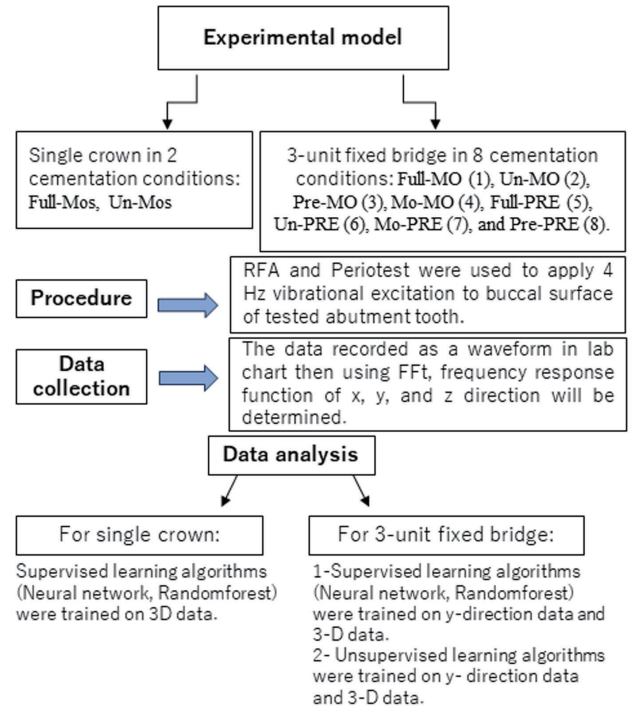 Experimental model
Single crown in 2
cementation conditions:
Full-Mos, Un-Mos
3-unit fixed bridge in 8 cementation
conditions: Full-MO (1), Un-MO (2),
Pre-MO (3), Mo-MO (4), Full-PRE (5),
Un-PRE (6), Mo-PRE (7), and Pre-PRE (8).
Procedure
RFA and Periotest were used to apply 4
Hz vibrational excitation to buccal surface
of tested abutment tooth.
Data
collection
The data recorded as a waveform in lab
chart then using FFt, frequency response
function of x, y, and z direction will be
determined.
Data analysis
For single crown:
Supervised learning algorithms
(Neural network, Randomforest)
were trained on 3D data.
For 3-unit fixed bridge:
1-Supervised learning algorithms
(Neural network, Randomforest)
were trained on y-direction data and
3-D data.
2- Unsupervised learning algorithms
were trained on y- direction data
and 3-D data.